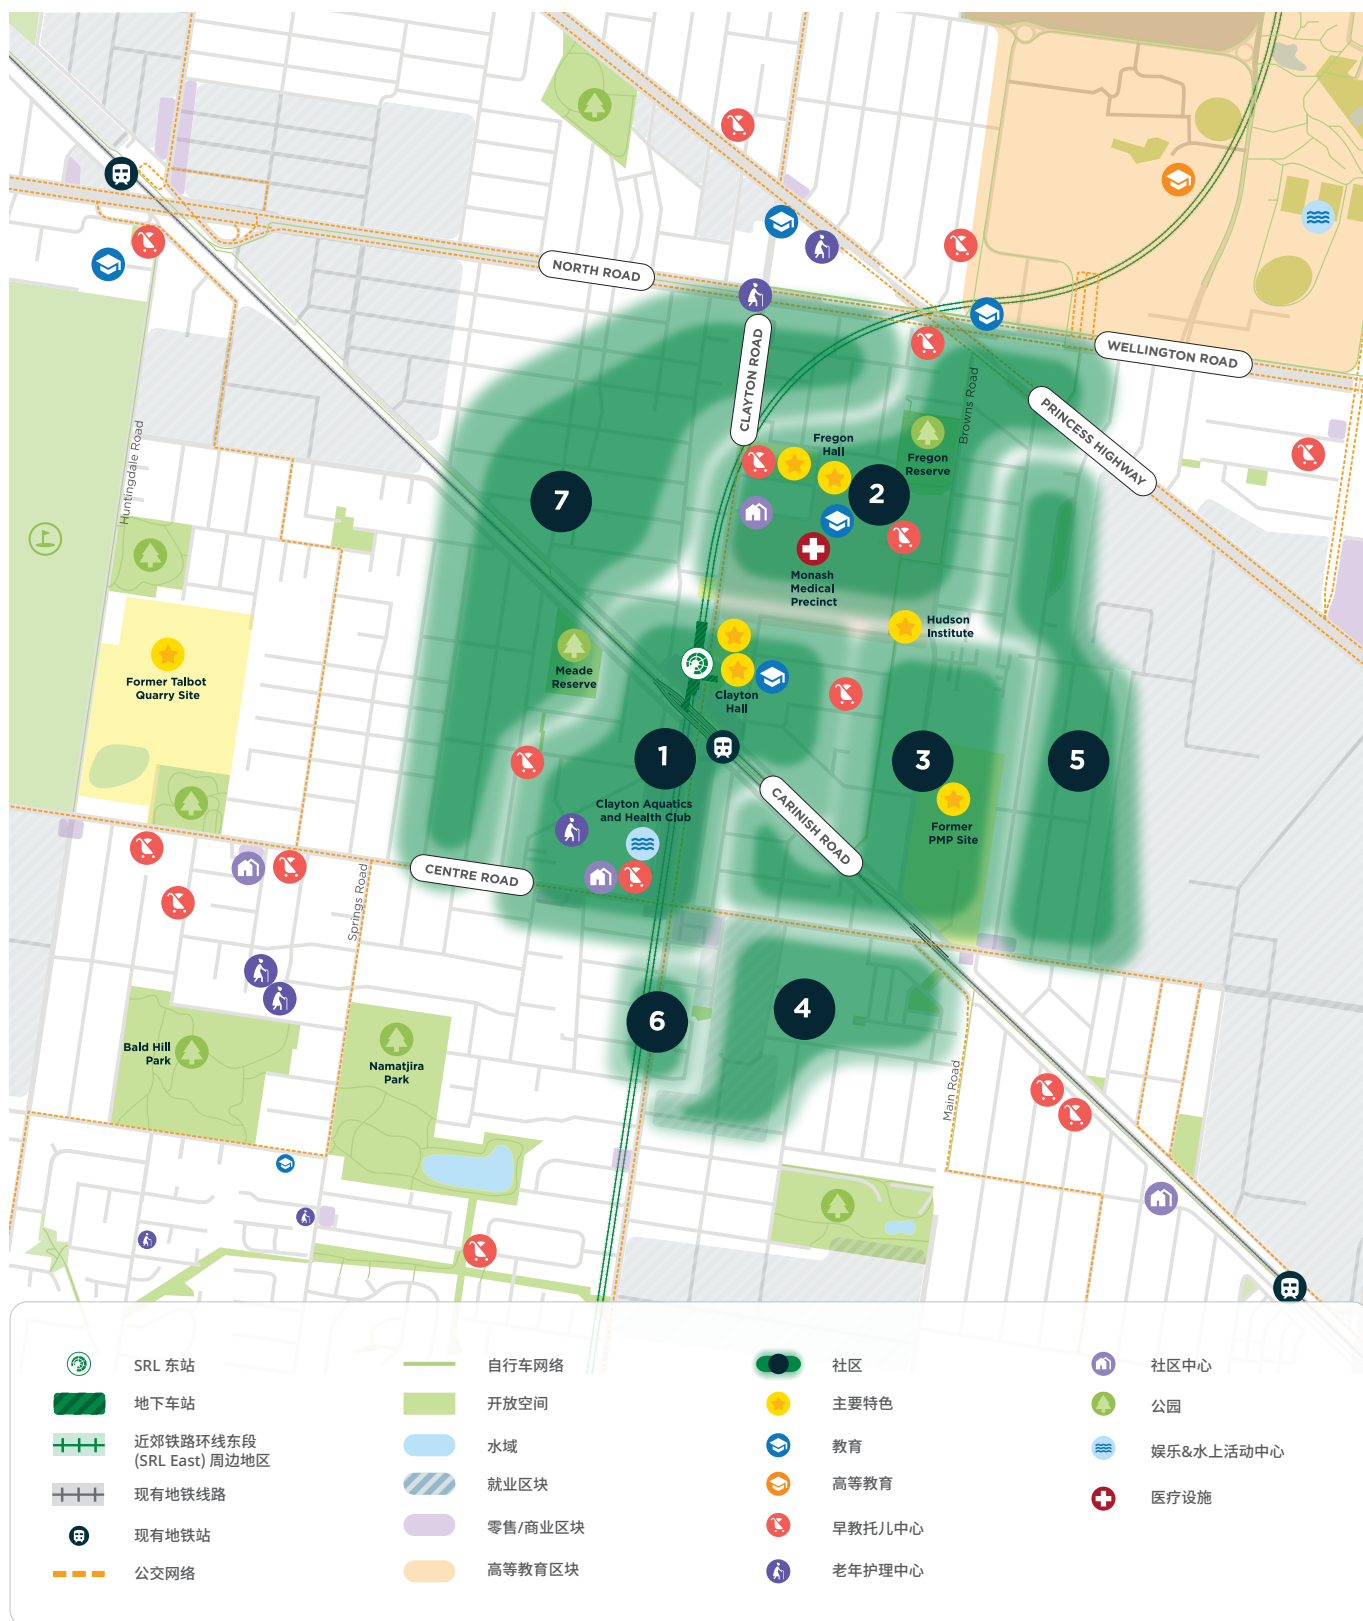 NORTH ROAD
CLAYTON ROAD
WELLINGTON ROAD
PRINCESS HIGHWAY
Browns Road
Huntingdale Road
Fregon
Hall
Fregon
Reserve
7
2
Monash
Medical
Precinct
Hudson
Institute
Meade
Reserve
Clayton
Hall
Former Talbot
Quarry Site
1
3
5
Clayton Aquatics
and Health Club
CARINISH ROAD
Former
PMP Site
CENTRE ROAD
Springs Road
6
4
Bald Hill
Park
Namatjira
Park
Main Road
SRL 东站
地下车站
近郊铁路环线东段
(SRL East) 周边地区
现有地铁线路
现有地铁站
公交网络
自行车网络
开放空间
水域
就业区块
零售/商业区块
高等教育区块
社区
主要特色
教育
高等教育
早教托儿中心
老年护理中心
社区中心
公园
娱乐&水上活动中心
医疗设施